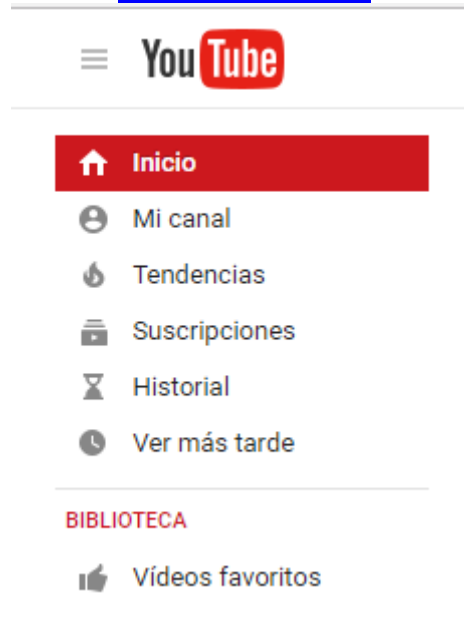 YouTube
Inicio
Mi canal
Tendencias
Suscripciones
Historial
Ver más tarde
BIBLIOTECA
Vídeos favoritos